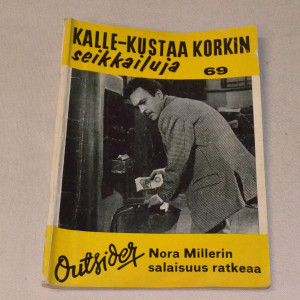 KALLE-KUSTAA KORKIN
seikkailuja
69
Outsider
Nora Millerin
salaisuus ratkeaa